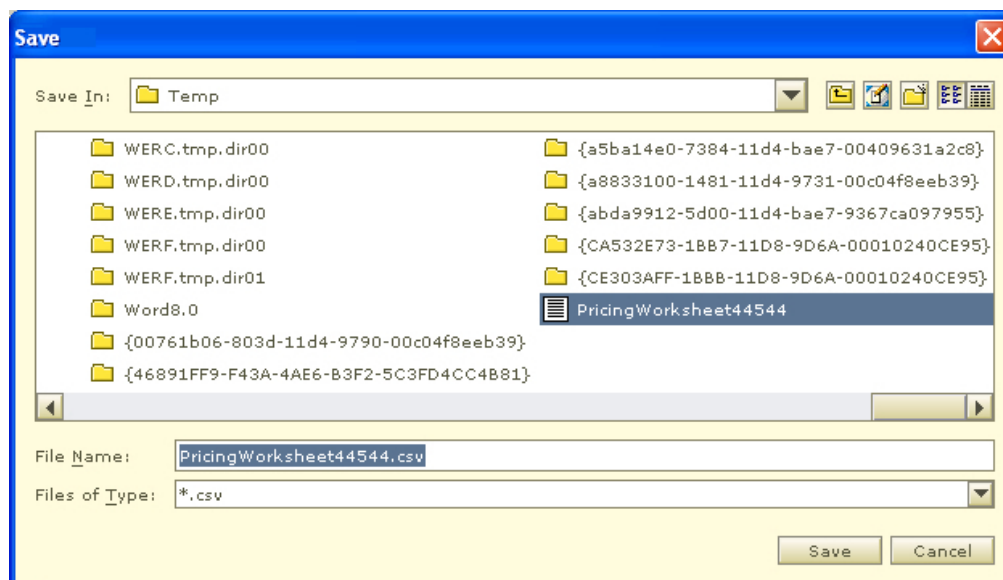 Save
Save In: Temp
WERC.tmp.dir00
WERD.tmp.dir00
WERE.tmp.dir00
WERF.tmp.dir00
WERF.tmp.dir01
Word8.0
{00761b06-803d-11d4-9790-00c04f8eeb39}
{46891FF9-F43A-4AE6-B3F2-5C3FD4CC4B81}
{a5ba14e0-7384-11d4-bae7-00409631a2c8}
{a8833100-1481-11d4-9731-00c04f8eeb39}
{abda9912-5d00-11d4-bae7-9367ca097955}
{CA532E73-1BB7-11D8-9D6A-00010240CE95}
{CE303AFF-1BBB-11D8-9D6A-00010240CE95}
PricingWorksheet44544
File Name: PricingWorksheet44544.csv
Files of Type: *.csv
Save Cancel